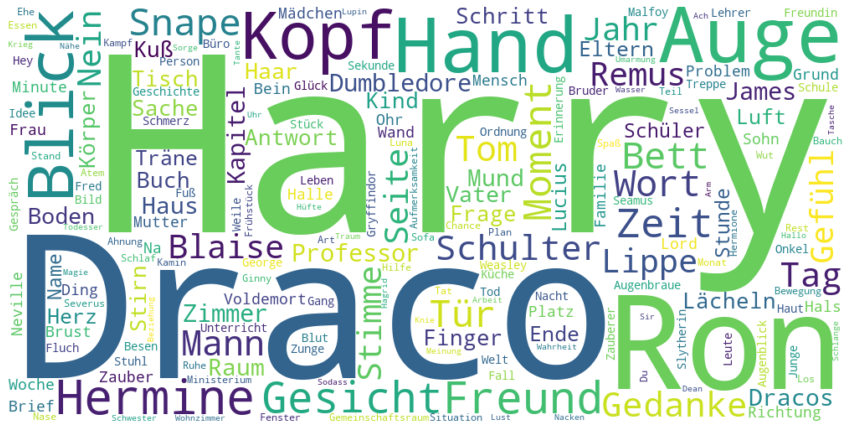 Ehe
Lupin
Mädchen
Schritt
Malfoy
Ach
Lehrer
Freundin
Essen
Krieg
Nähe
Snape
Kopf
Hand
Jahr
Auge
Hey
Kampf
Sorge
Büro
Tante
Sekunde
Eltern
Umarmung
Blick
Nein
Kuß
Person
Tisch
Haar
Dumbledore
Mensch
Remus
Problem
Grund
Minute
Geschichte
Bein
Glück
Bruder
Wasser
Teil
Treppe
Schule
Idee
Körper
Sache
Schmerz
Uhr
Kind
James
Erinnerung
Sessel
Tasche
Frau
Harry
Stück
Ohr
Wand
Ordnung
Luft
Sohn
Bauch
Stand
Träne
Kapitel
Antwort
Luna
Moment
Schüler
Spaß
Wut
Atem
Buch
Leben
Seite
Tom
Bett
Gespräch
Fred
Fuß
Halle
Gryffindor
Aufmerksamkeit
Mund
Lucius
Wort
Arm
Gefühl
Bild
Haus
Weile
Frühstück
Vater
Frage
Familie
Seamus
Zeit
Stunde
Hermione
Rest
Hallo
Boden
Mutter
Hüfte
Chance
Todesser
Ahnung
Na
Blaise
Art
Traum
Sofa
Plan
Schulter
Lord
Onkel
Monat
Draco
Schlaf
Kamin
George
Professor
Hilfe
Weasley
Lippe
Tag
Name
Magie
Ding
Stirn
Ginny
Hagrid
Küche
Augenbraue
Bewegung
Neville
Severus
Zimmer
Voldemort
Gang
Stimme
Tat
Arbeit
Tod
Nacht
Zauberer
Ron
Lächeln
Haut
Hals
Herz
Beziehung
Unterricht
Tür
Platz
Sir
Slytherin
Brust
Besen
Mann
Blut
Knie
Finger
Ende
Leute
Augenblick
Junge
Schlange
Fluch
Zauber
Zunge
Meinung
Welt
Wahrheit
Du
Stuhl
Ruhe
Raum
Ministerium
Sodass
Fall
Dean
Los
Woche
Hermine
Gesicht
Freund
Gedanke
Dracos
Brief
Richtung
Nase
Schwester
Wohnzimmer
Fenster
Gemeinschaftsraum
Situation
Lust
Nacken